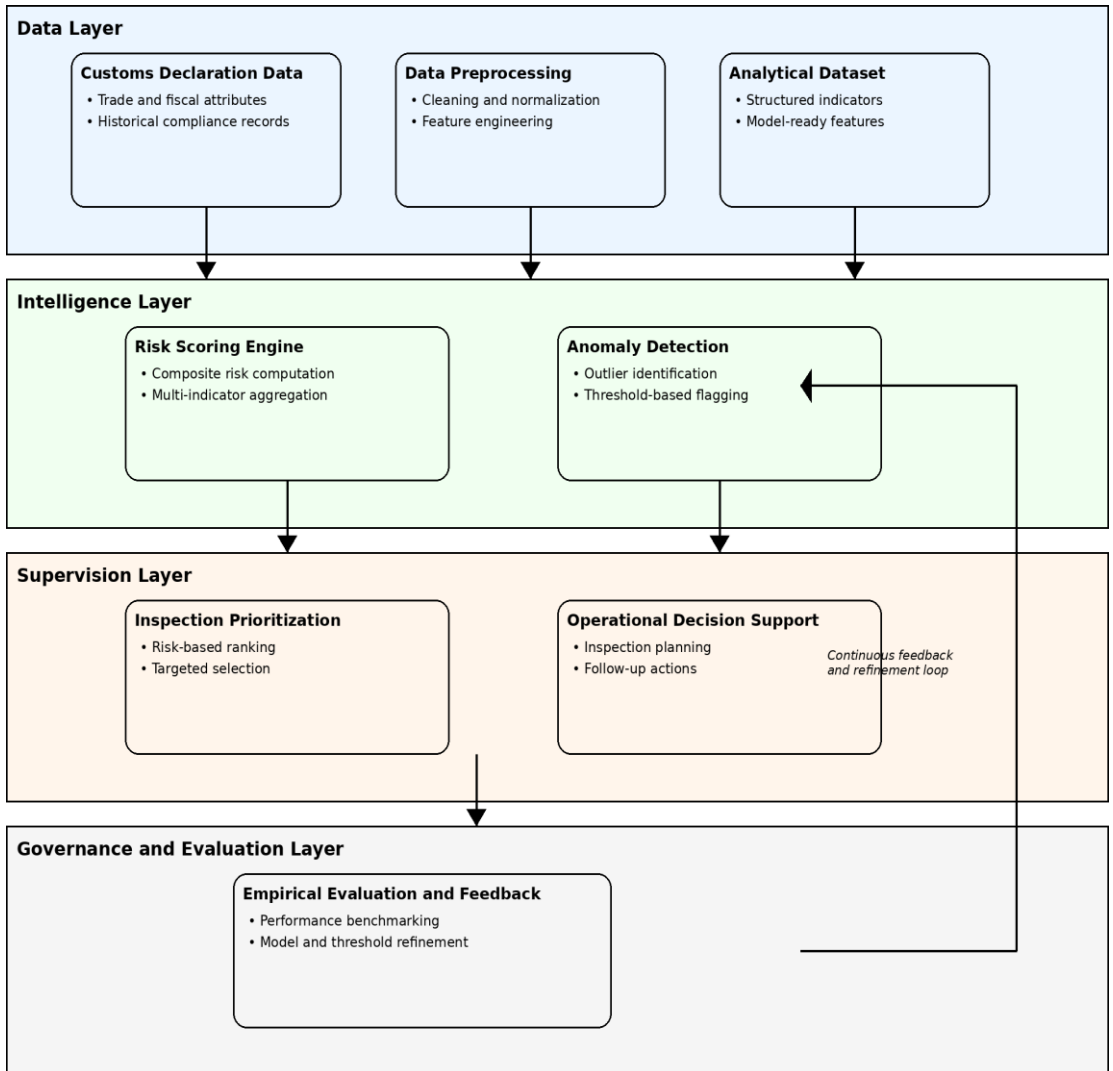 Data Layer
Customs Declaration Data
• Trade and fiscal attributes
• Historical compliance records
Data Preprocessing
• Cleaning and normalization
• Feature engineering
Analytical Dataset
• Structured indicators
• Model-ready features
Intelligence Layer
Risk Scoring Engine
• Composite risk computation
• Multi-indicator aggregation
Anomaly Detection
• Outlier identification
• Threshold-based flagging
Supervision Layer
Inspection Prioritization
• Risk-based ranking
• Targeted selection
Operational Decision Support
• Inspection planning
• Follow-up actions
Continuous feedback
and refinement loop
Governance and Evaluation Layer
Empirical Evaluation and Feedback
• Performance benchmarking
• Model and threshold refinement